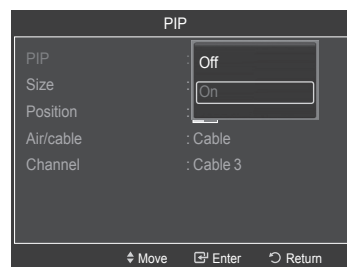 PIP
PIP : Off
Size : On
Position :
Air/cable : Cable
Channel : Cable 3
Move Enter Return